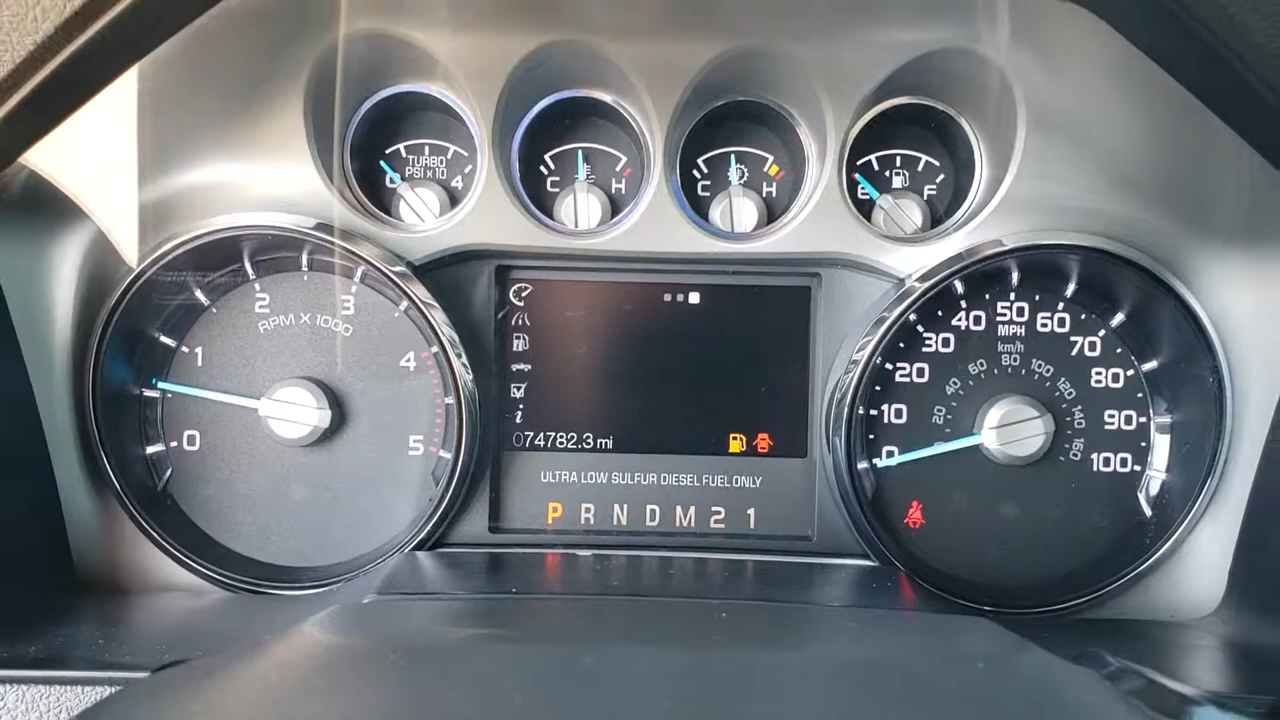 TURBO
PSI x 10
0 4
C H
C H
E F
RPM X 1000
0 1 2 3 4 5
074782.3 mi
ULTRA LOW SULFUR DIESEL FUEL ONLY
P R N D M 2 1
MPH
0 10 20 30 40 50 60 70 80 90 100
km/h
0 20 40 60 80 100 120 140 160